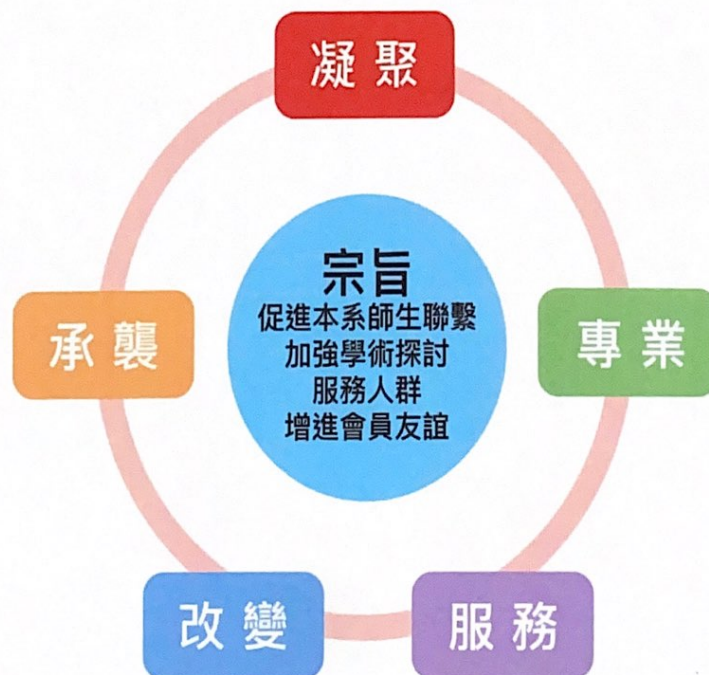 凝聚
承襲
宗旨
促進本系師生聯繫
加強學術探討
服務人群
增進會員友誼
專業
改變
服務